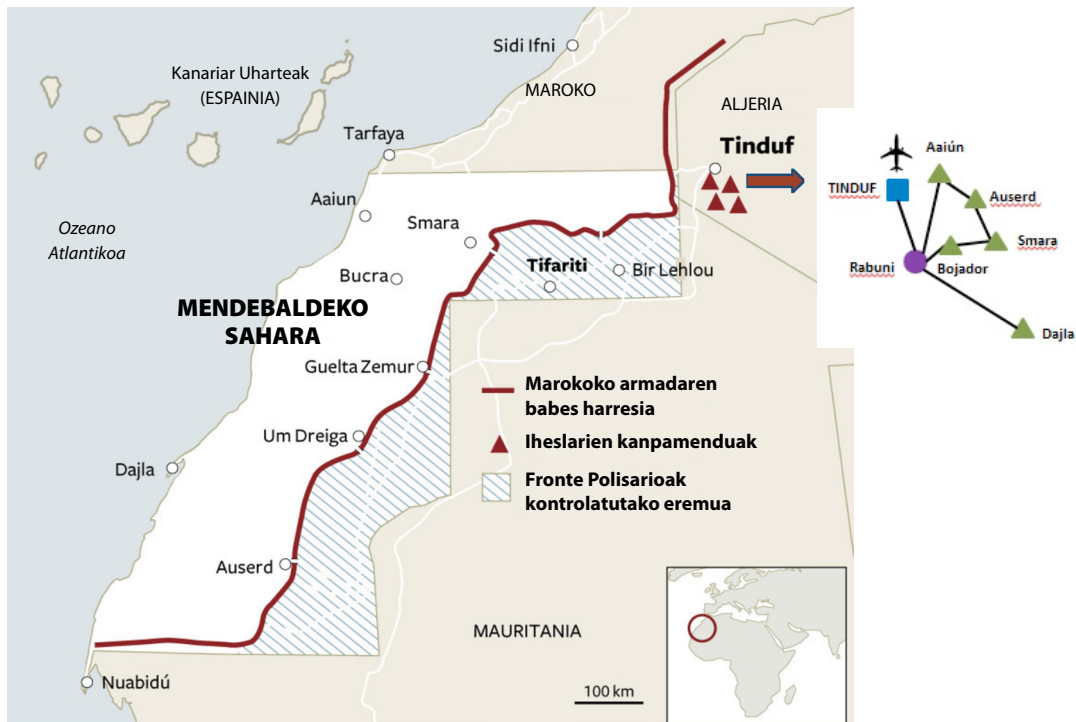 Sidi Ifni
Kanariar Uharteak
(ESPAINIA)
MAROKO
ALJERIA
Tarfaya
Tinduf
Aaiún
TINDUF
Auserd
Aaiun
Smara
Smara
Ozeano
Atlantikoa
Rabuni
Bojador
Tifariti
Bir Lehlou
Bucra
MENDEBALDEKO
SAHARA
Dajla
Guelta Zemur
Marokoko armadaren
babes harresia
Um Dreiga
Iheslarien kanpamenduak
Dajla
Fronte Polisarioak
kontrolatutako eremua
Auserd
MAURITANIA
Nuabidú
100 km